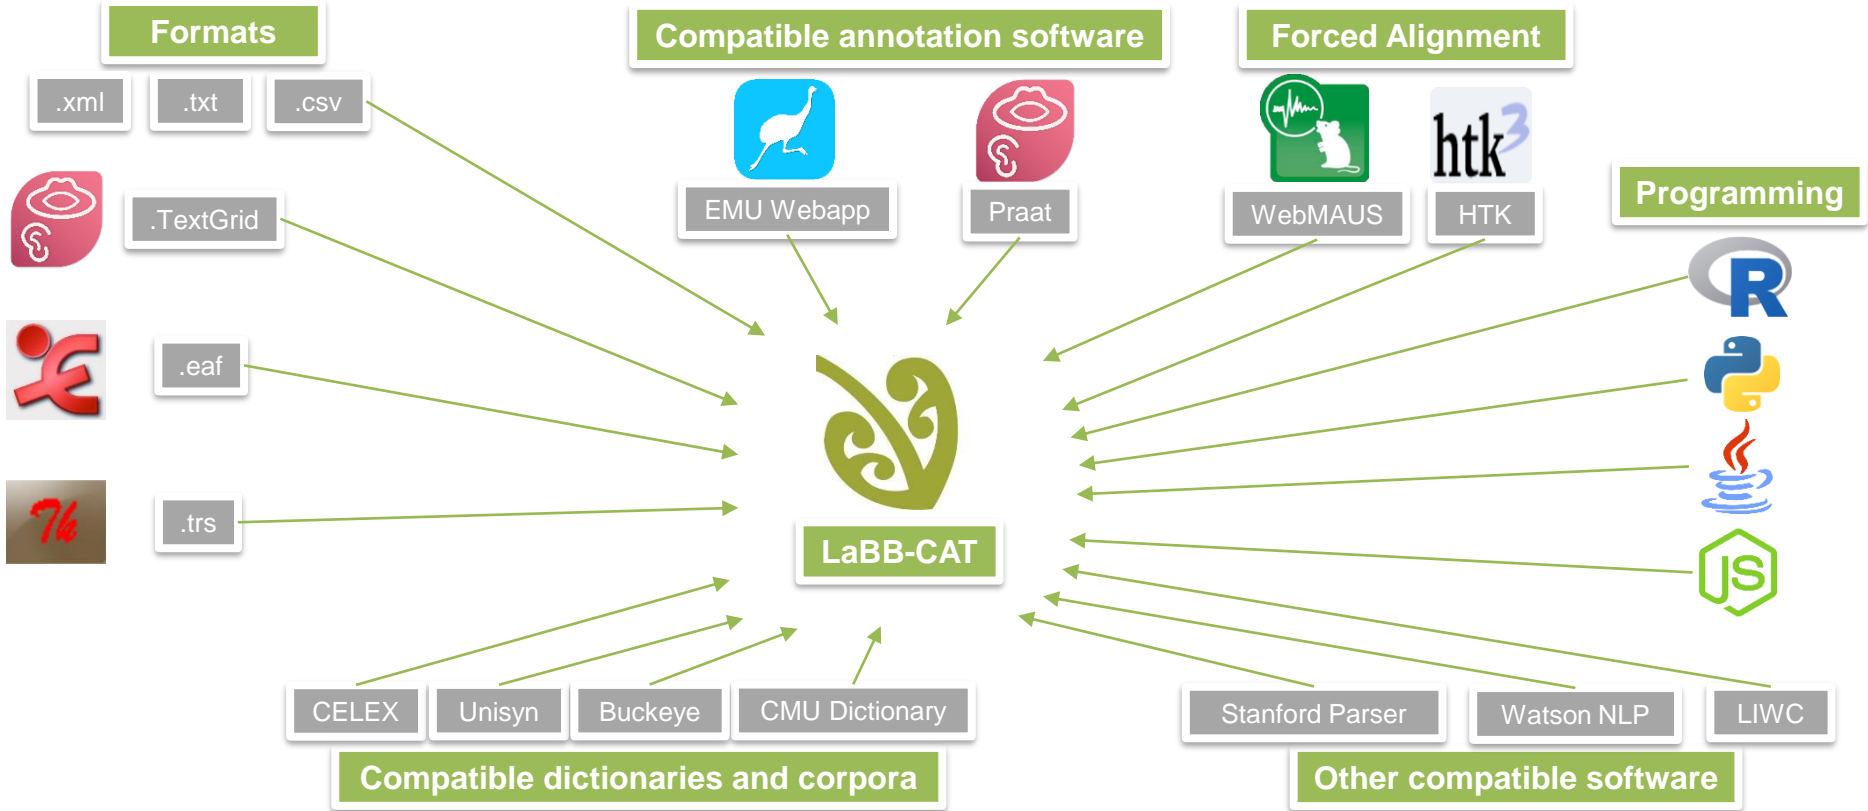 Formats
Compatible annotation software
Forced Alignment
.xml
.txt
.csv
htk3
Programming
.TextGrid
EMU Webapp
Praat
WebMAUS
HTK
R
.eaf
Th
.trs
LaBB-CAT
JS
CELEX
Unisyn
Buckeye
CMU Dictionary
Stanford Parser
Watson NLP
LIWC
Compatible dictionaries and corpora
Other compatible software